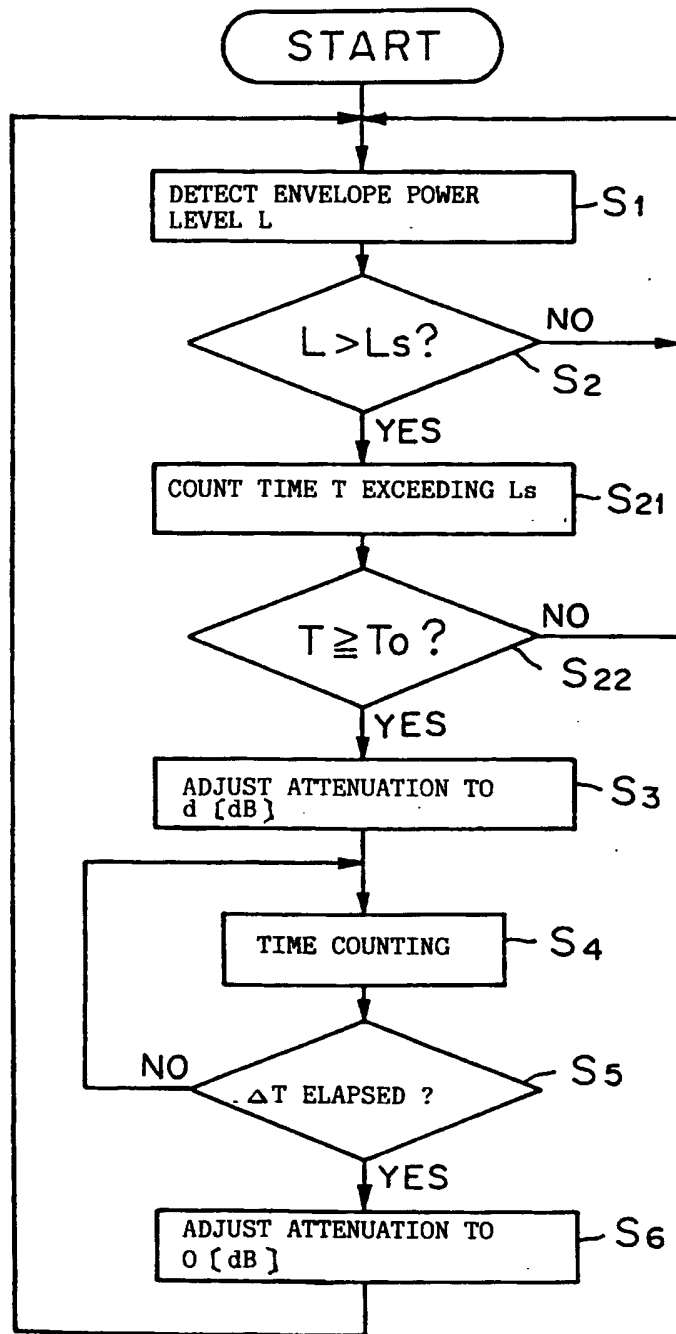 START
DETECT ENVELOPE POWER
LEVEL L
S1
L>Ls?
NO
S2
YES
COUNT TIME T EXCEEDING Ls
S21
T≧To?
NO
S22
YES
ADJUST ATTENUATION TO
d [dB]
S3
TIME COUNTING
S4
NO
ΔT ELAPSED ?
S5
YES
ADJUST ATTENUATION TO
0 [dB]
S6